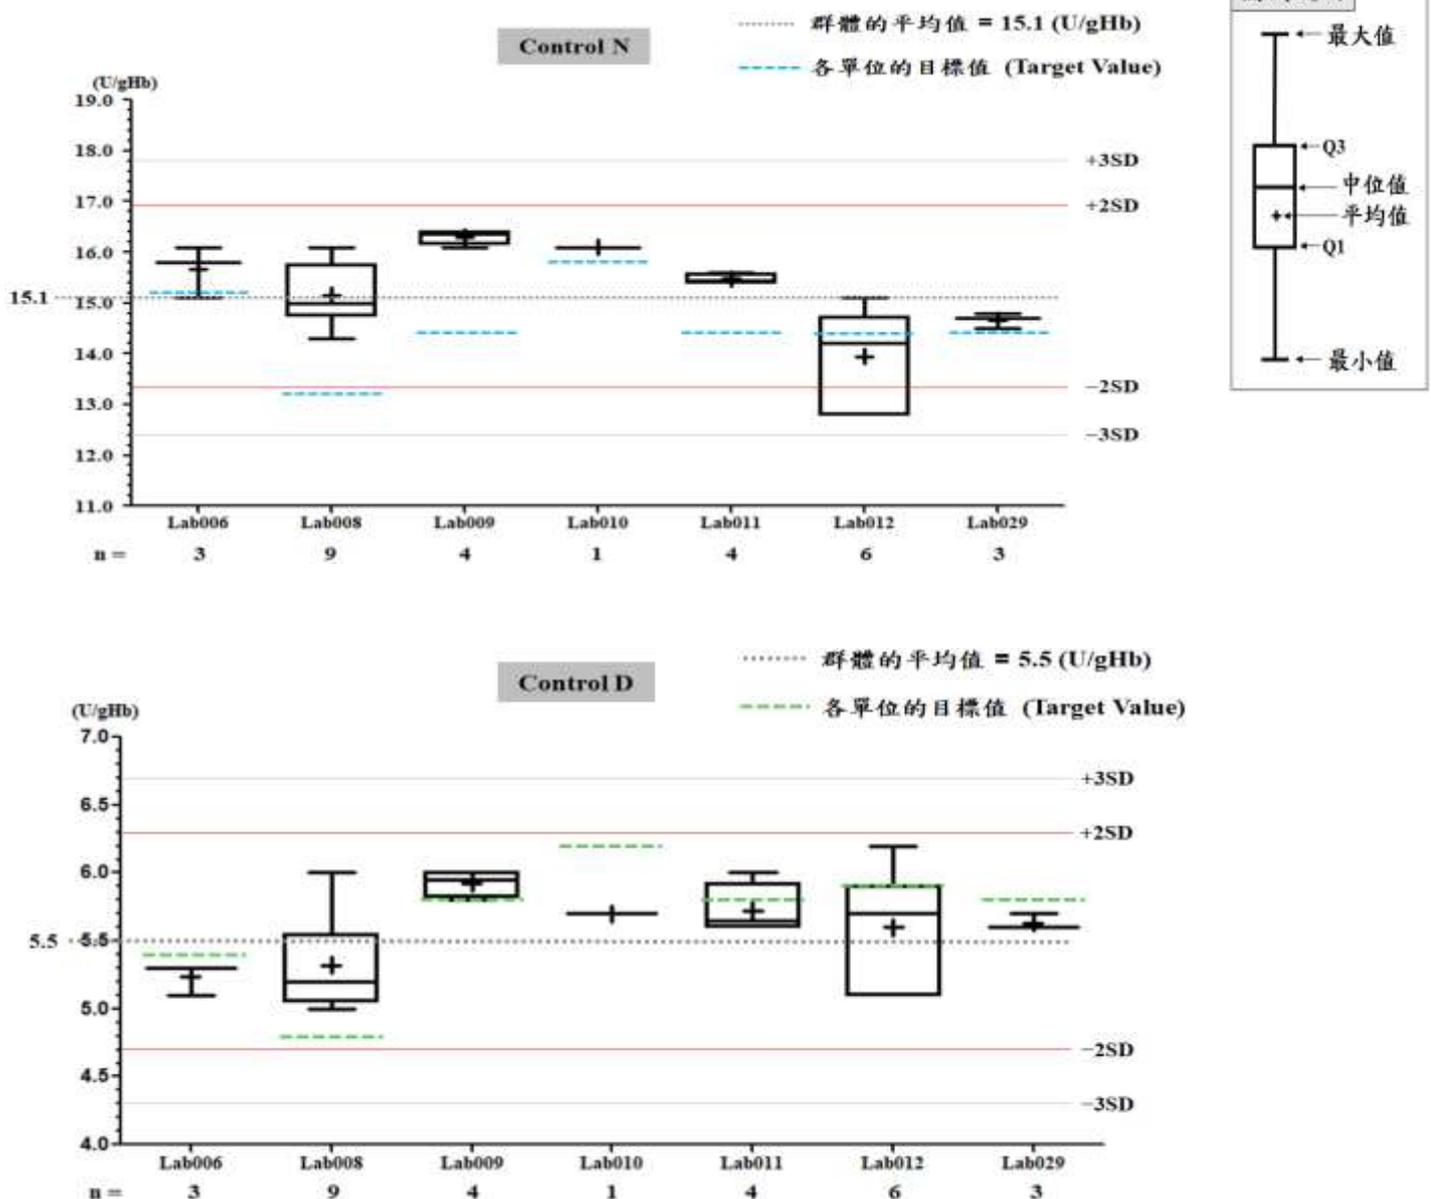 Control N
群體的平均值 = 15.1 (U/gHb)
各單位的目標值 (Target Value)
(U/gHb)
19.0
18.0
17.0
16.0
15.1
15.0
14.0
13.0
12.0
11.0
+3SD
+2SD
−2SD
−3SD
Lab006 Lab008 Lab009 Lab010 Lab011 Lab012 Lab029
n = 3 9 4 1 4 6 3
最大值
Q3
中位值
平均值
Q1
最小值
Control D
群體的平均值 = 5.5 (U/gHb)
各單位的目標值 (Target Value)
(U/gHb)
7.0
6.5
6.0
5.5
5.5
5.0
4.5
4.0
+3SD
+2SD
−2SD
−3SD
Lab006 Lab008 Lab009 Lab010 Lab011 Lab012 Lab029
n = 3 9 4 1 4 6 3